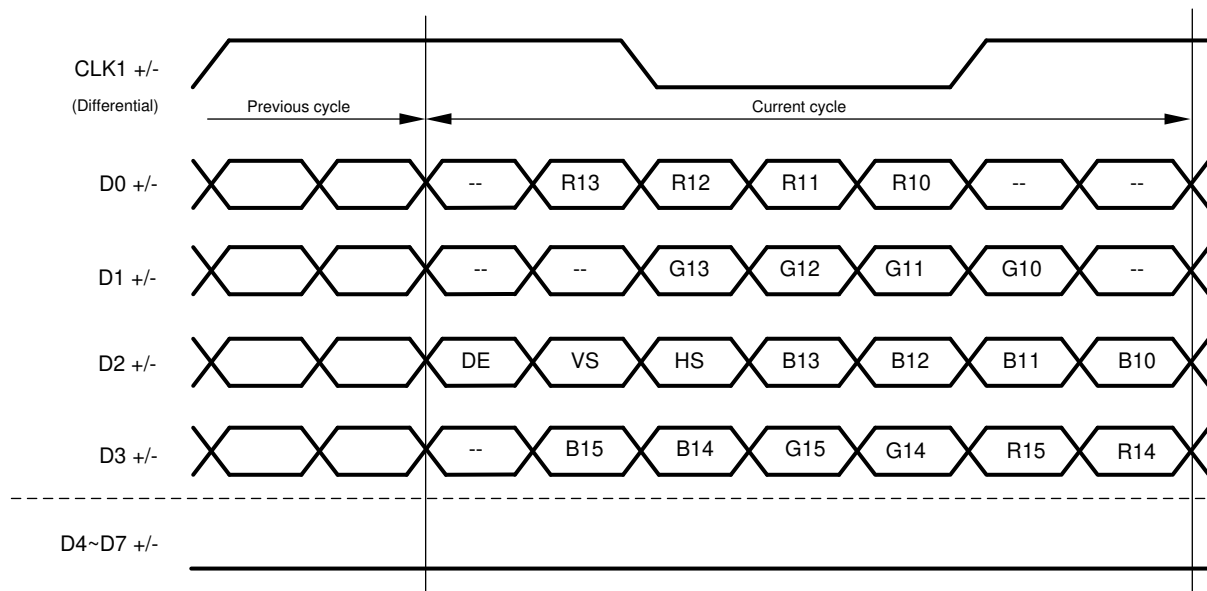 CLK1 +/-
(Differential)
Previous cycle Current cycle
D0 +/- -- R13 R12 R11 R10 -- --
D1 +/- -- -- G13 G12 G11 G10 --
D2 +/- DE VS HS B13 B12 B11 B10
D3 +/- -- B15 B14 G15 G14 R15 R14
D4~D7 +/-